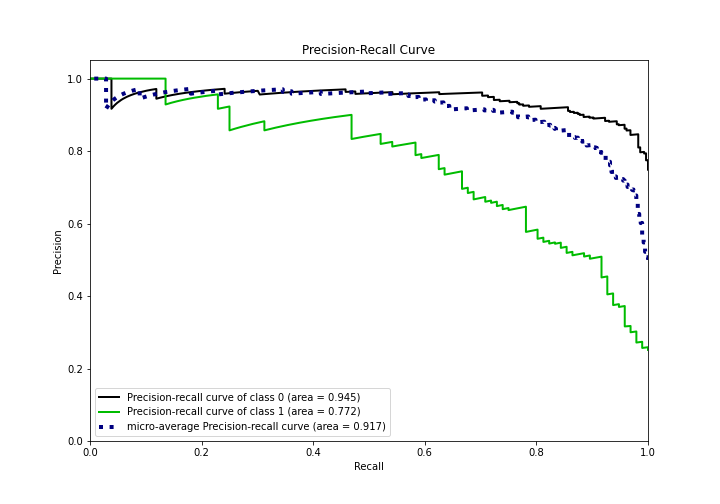 Precision-Recall Curve
1.0
0.8
0.6
0.4
0.2
0.0
Precision
Precision-recall curve of class 0 (area = 0.945)
Precision-recall curve of class 1 (area = 0.772)
micro-average Precision-recall curve (area = 0.917)
0.0 0.2 0.4 0.6 0.8 1.0
Recall